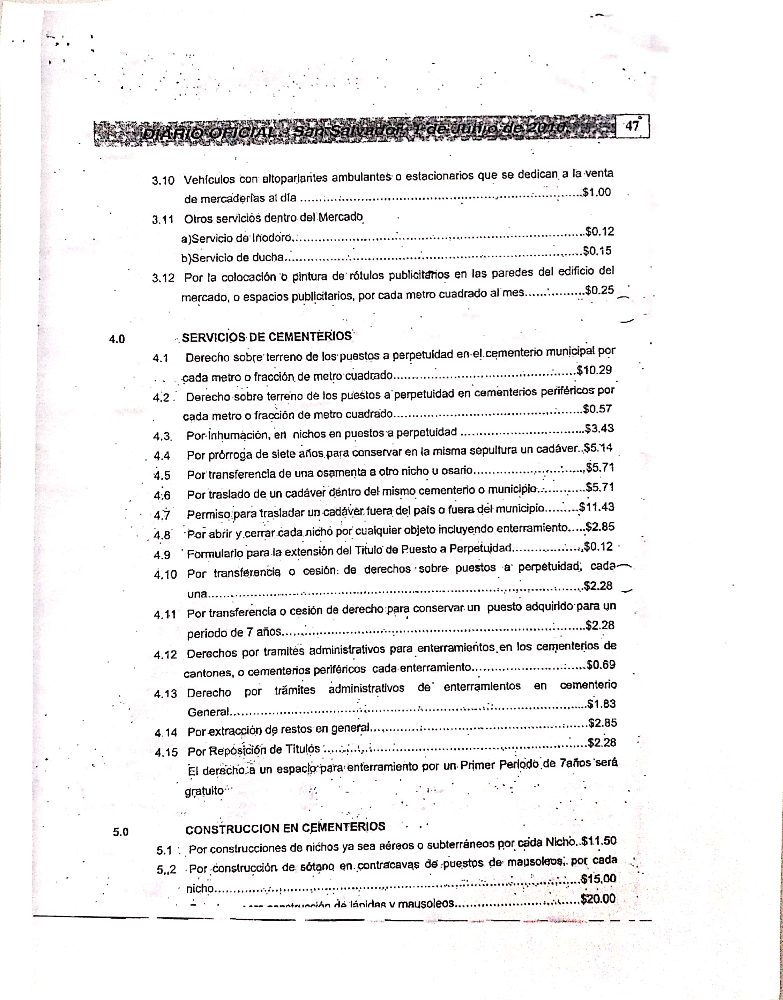 DIARIO OFICIAL.- San Salvador, 1 de Junio de 2010. 47
3.10 Vehículos con altoparlantes ambulantes o estacionarios que se dedican a la venta
de mercaderías al día ........................................................$1.00
3.11 Otros servicios dentro del Mercado
a)Servicio de Inodoro........................................................$0.12
b)Servicio de ducha........................................................$0.15
3.12 Por la colocación o pintura de rótulos publicitarios en las paredes del edificio del
mercado, o espacios publicitarios, por cada metro cuadrado al mes................$0.25
4.0 SERVICIOS DE CEMENTERIOS
4.1 Derecho sobre terreno de los puestos a perpetuidad en el cementerio municipal por
cada metro o fracción de metro cuadrado........................................$10.29
4.2 Derecho sobre terreno de los puestos a perpetuidad en cementerios periféricos por
cada metro o fracción de metro cuadrado........................................$0.57
4.3. Por Inhumación, en nichos en puestos a perpetuidad ................................$3.43
4.4 Por prórroga de siete años para conservar en la misma sepultura un cadáver..$5.14
4.5 Por transferencia de una osamenta a otro nicho u osario............................$5.71
4.6 Por traslado de un cadáver dentro del mismo cementerio o municipio.............$5.71
4.7 Permiso para trasladar un cadáver fuera del país o fuera del municipio.........$11.43
4.8 Por abrir y cerrar cada nicho por cualquier objeto incluyendo enterramiento.....$2.85
4.9 Formulario para la extensión del Titulo de Puesto a Perpetuidad..................$0.12
4.10 Por transferencia o cesión de derechos sobre puestos a perpetuidad, cada
una........................................................................$2.28
4.11 Por transferencia o cesión de derecho para conservar un puesto adquirido para un
periodo de 7 años............................................................$2.28
4.12 Derechos por tramites administrativos para enterramientos en los cementerios de
cantones, o cementerios periféricos cada enterramiento............................$0.69
4.13 Derecho por trámites administrativos de enterramientos en cementerio
General........................................................................$1.83
4.14 Por extracción de restos en general................................................$2.85
4.15 Por Reposición de Titulos ........................................................$2.28
El derecho a un espacio para enterramiento por un Primer Periodo de 7años será
gratuito
5.0 CONSTRUCCION EN CEMENTERIOS
5.1 Por construcciones de nichos ya sea aéreos o subterráneos por cada Nicho..$11.50
5,,2 Por construcción de sótano en contracavas de puestos de mausoleos, por cada
nicho........................................................................$15.00
construcción de lápidas y mausoleos................................$20.00